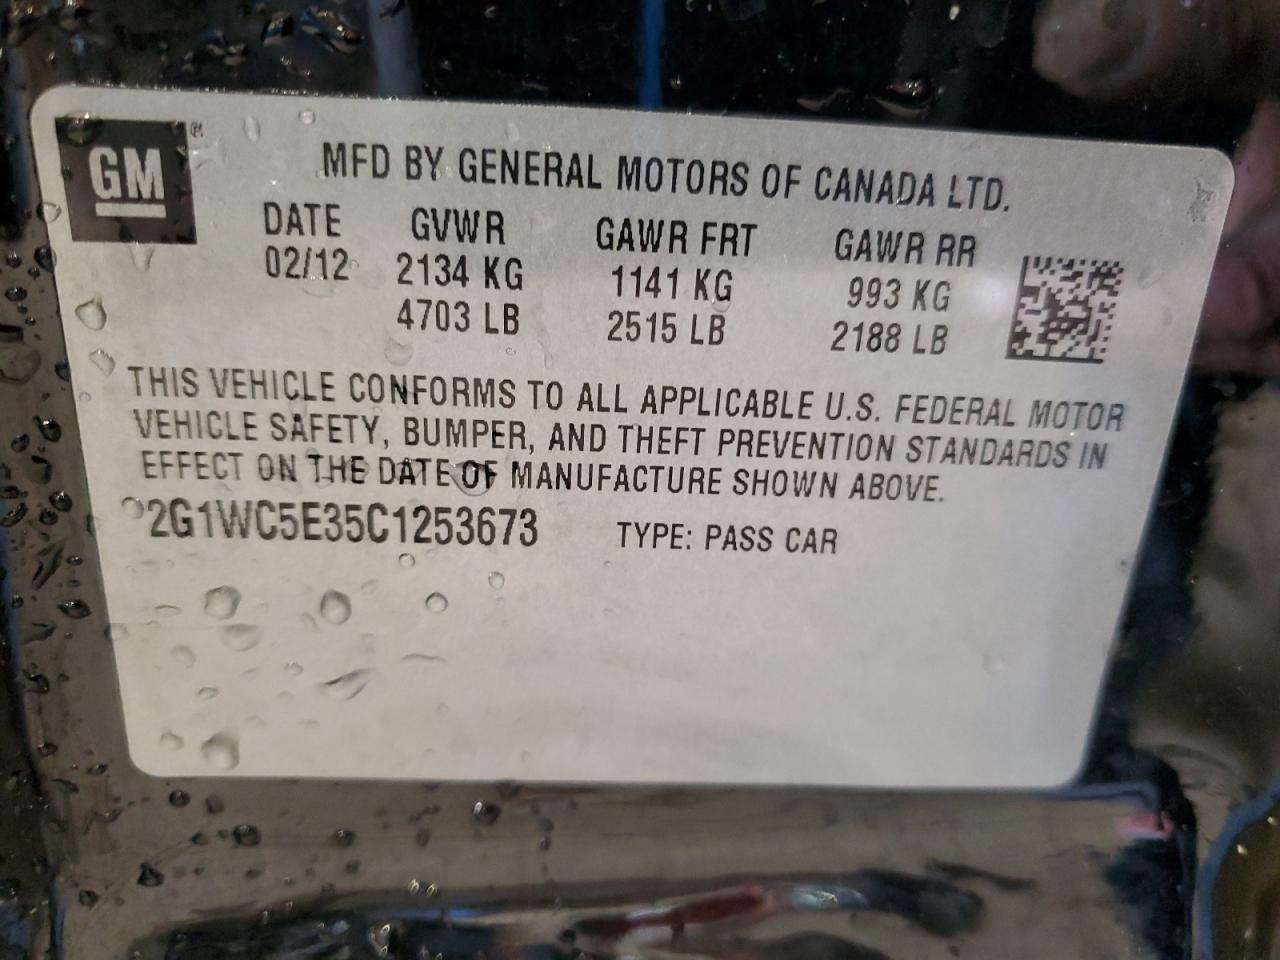 GM ®
MFD BY GENERAL MOTORS OF CANADA LTD.
DATE GVWR GAWR FRT GAWR RR
02/12 2134 KG 1141 KG 993 KG
4703 LB 2515 LB 2188 LB
THIS VEHICLE CONFORMS TO ALL APPLICABLE U.S. FEDERAL MOTOR
VEHICLE SAFETY, BUMPER, AND THEFT PREVENTION STANDARDS IN
EFFECT ON THE DATE OF MANUFACTURE SHOWN ABOVE.
2G1WC5E35C1253673 TYPE: PASS CAR